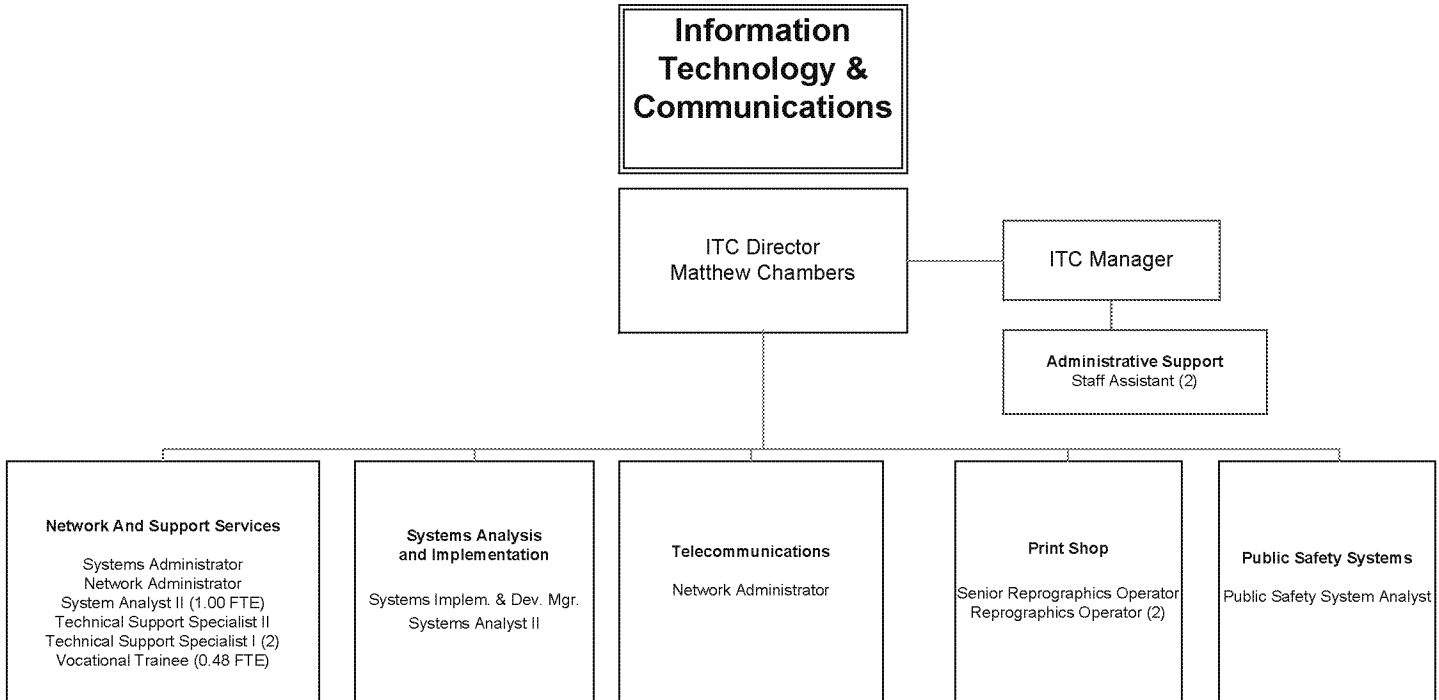 Information
Technology &
Communications
ITC Director
Matthew Chambers
ITC Manager
Administrative Support
Staff Assistant (2)
Network And Support Services
Systems Administrator
Network Administrator
System Analyst II (1.00 FTE)
Technical Support Specialist II
Technical Support Specialist I (2)
Vocational Trainee (0.48 FTE)
Systems Analysis
and Implementation
Systems Implem. & Dev. Mgr.
Systems Analyst II
Telecommunications
Network Administrator
Print Shop
Senior Reprographics Operator
Reprographics Operator (2)
Public Safety Systems
Public Safety System Analyst